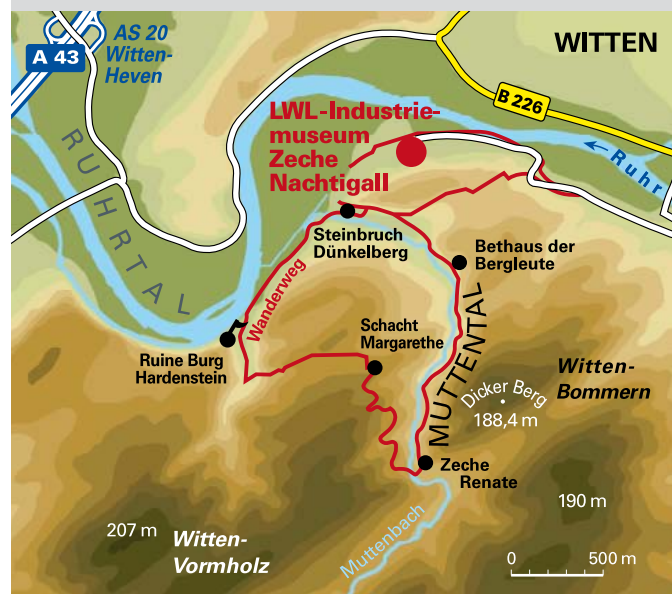 AS 20
Witten-
Heven
A 43
WITTEN
B 226
LWL-Industrie-
museum
Zeche
Nachtigall
Ruhr
RUHRTAL
Steinbruch
Dünkelberg
Bethaus der
Bergleute
Wanderweg
Schacht
Margarethe
Ruine Burg
Hardenstein
MUTTENTAL
Witten-
Bommern
Dicker Berg
188,4 m
Zeche
Renate
190 m
207 m
Witten-
Vormholz
Muttenbach
0 500 m